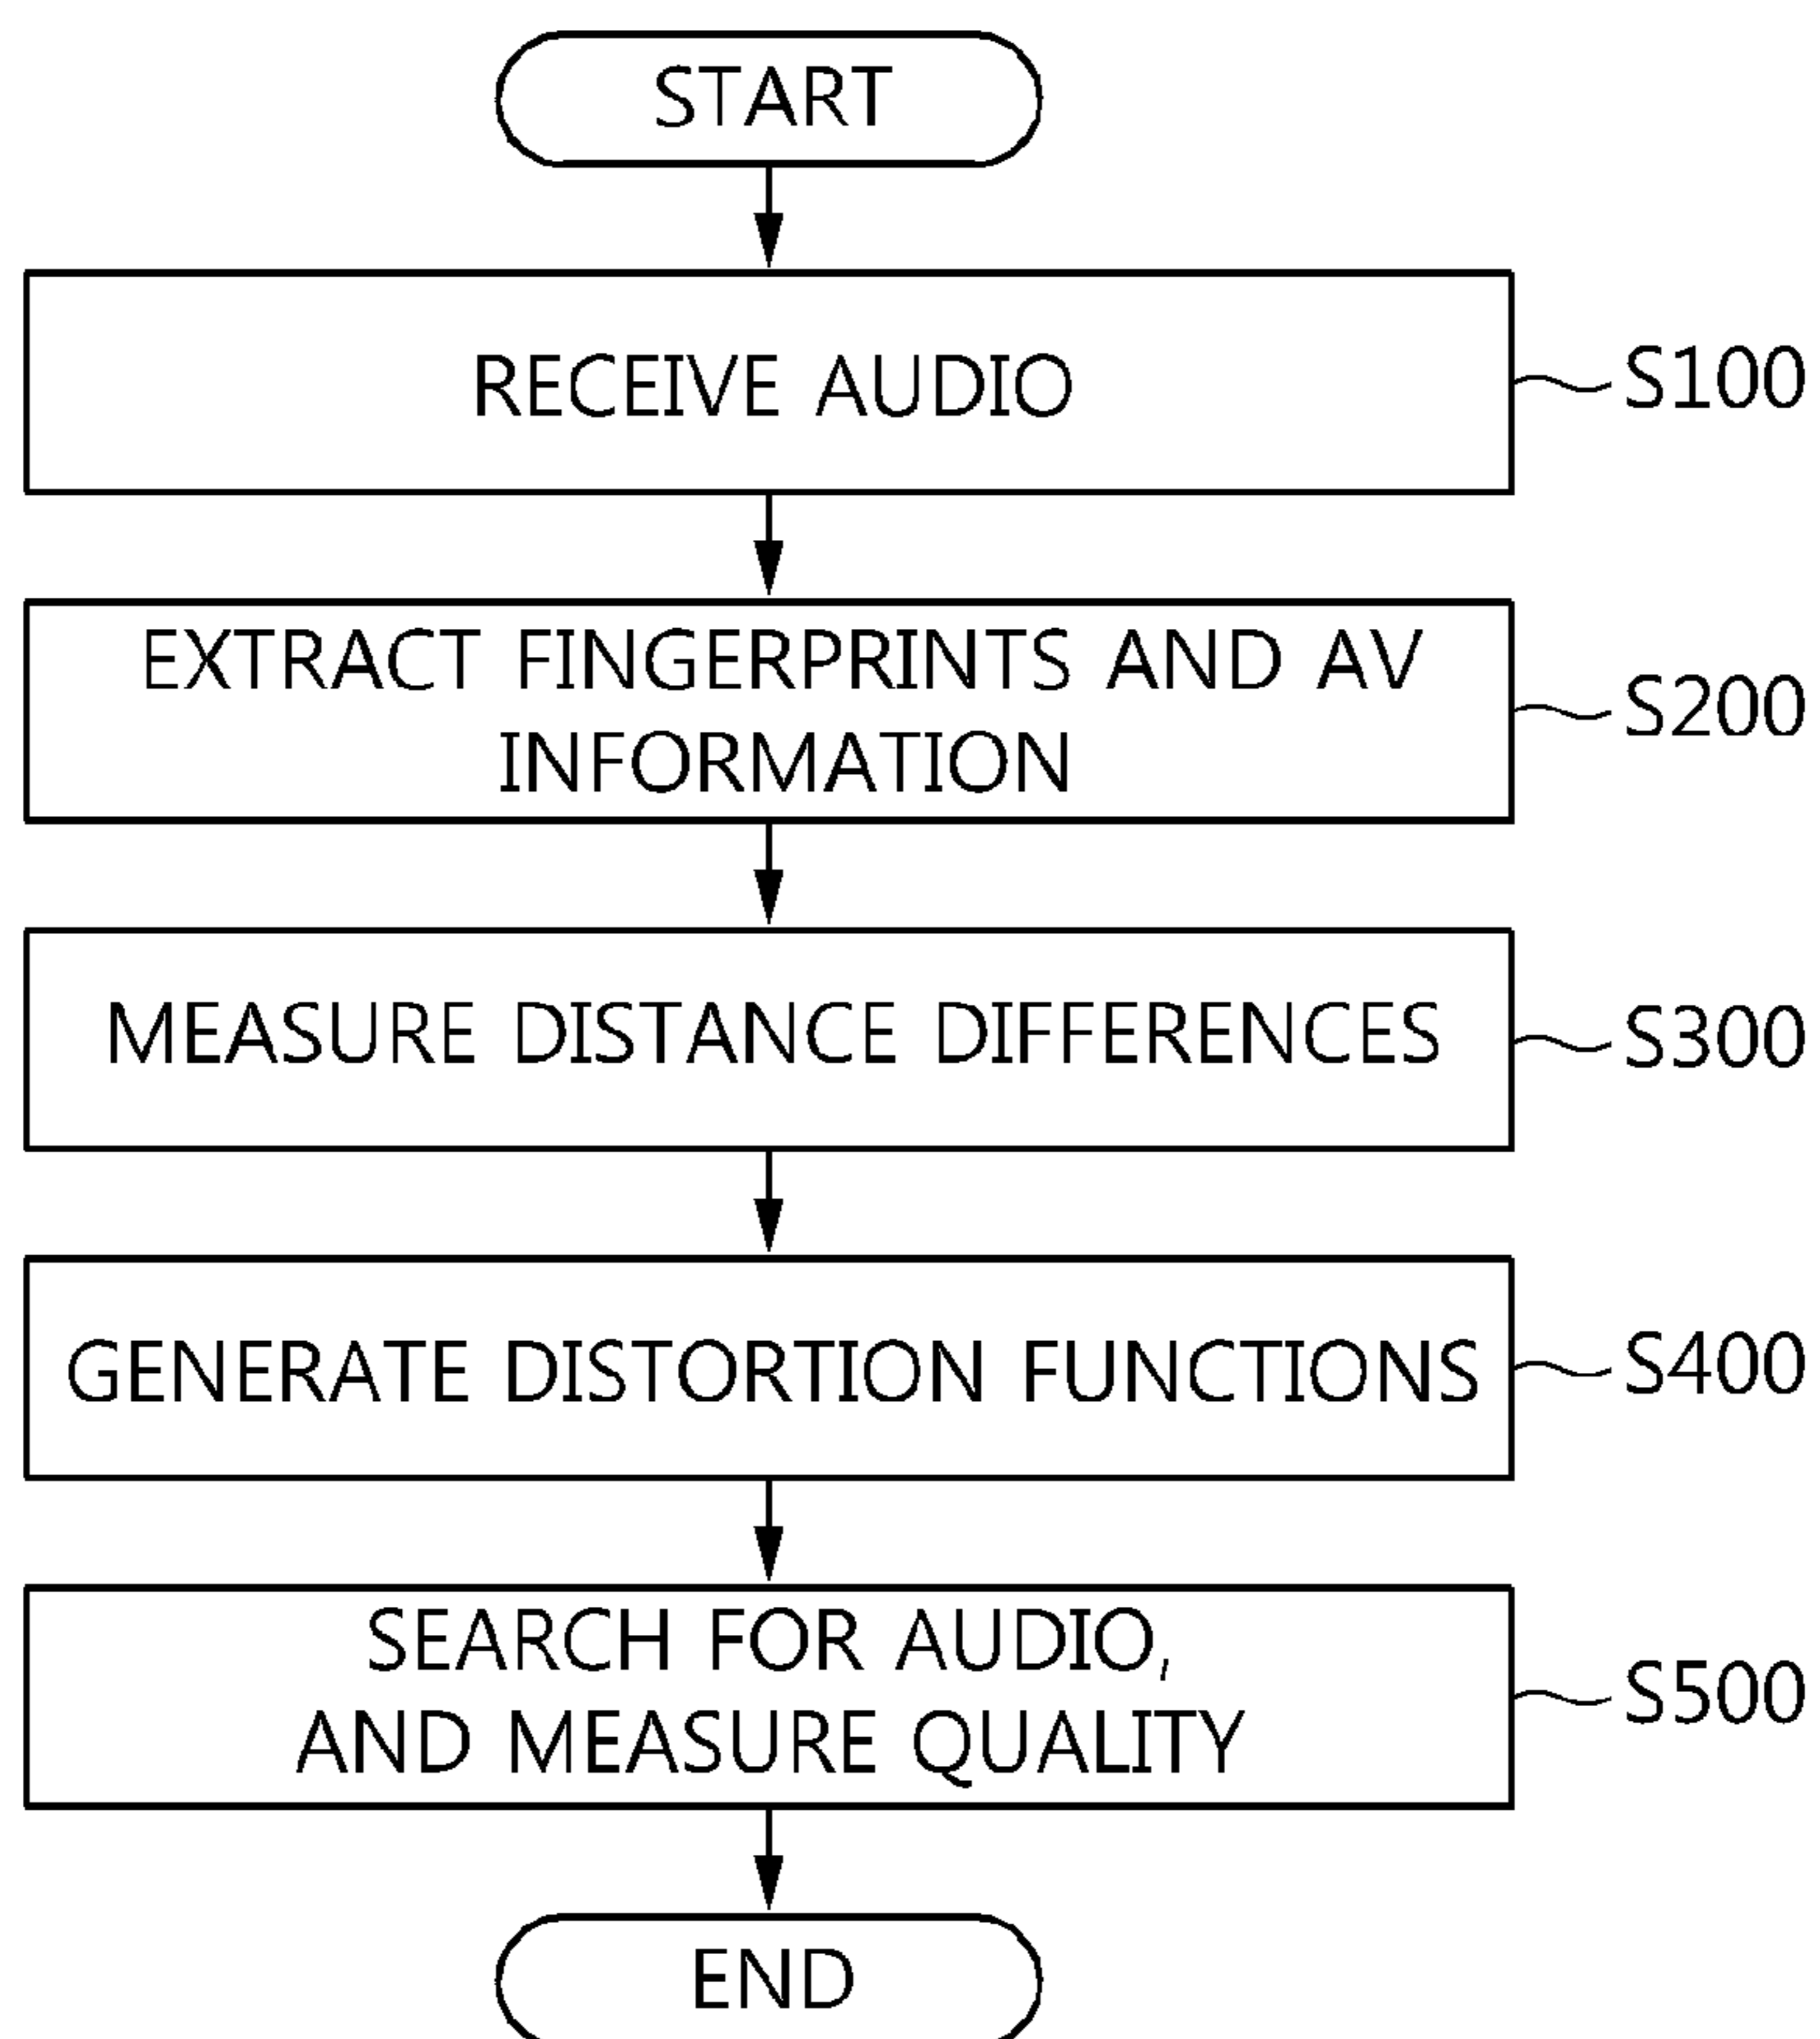 START
RECEIVE AUDIO
S100
EXTRACT FINGERPRINTS AND AV
INFORMATION
S200
MEASURE DISTANCE DIFFERENCES
S300
GENERATE DISTORTION FUNCTIONS
S400
SEARCH FOR AUDIO,
AND MEASURE QUALITY
S500
END